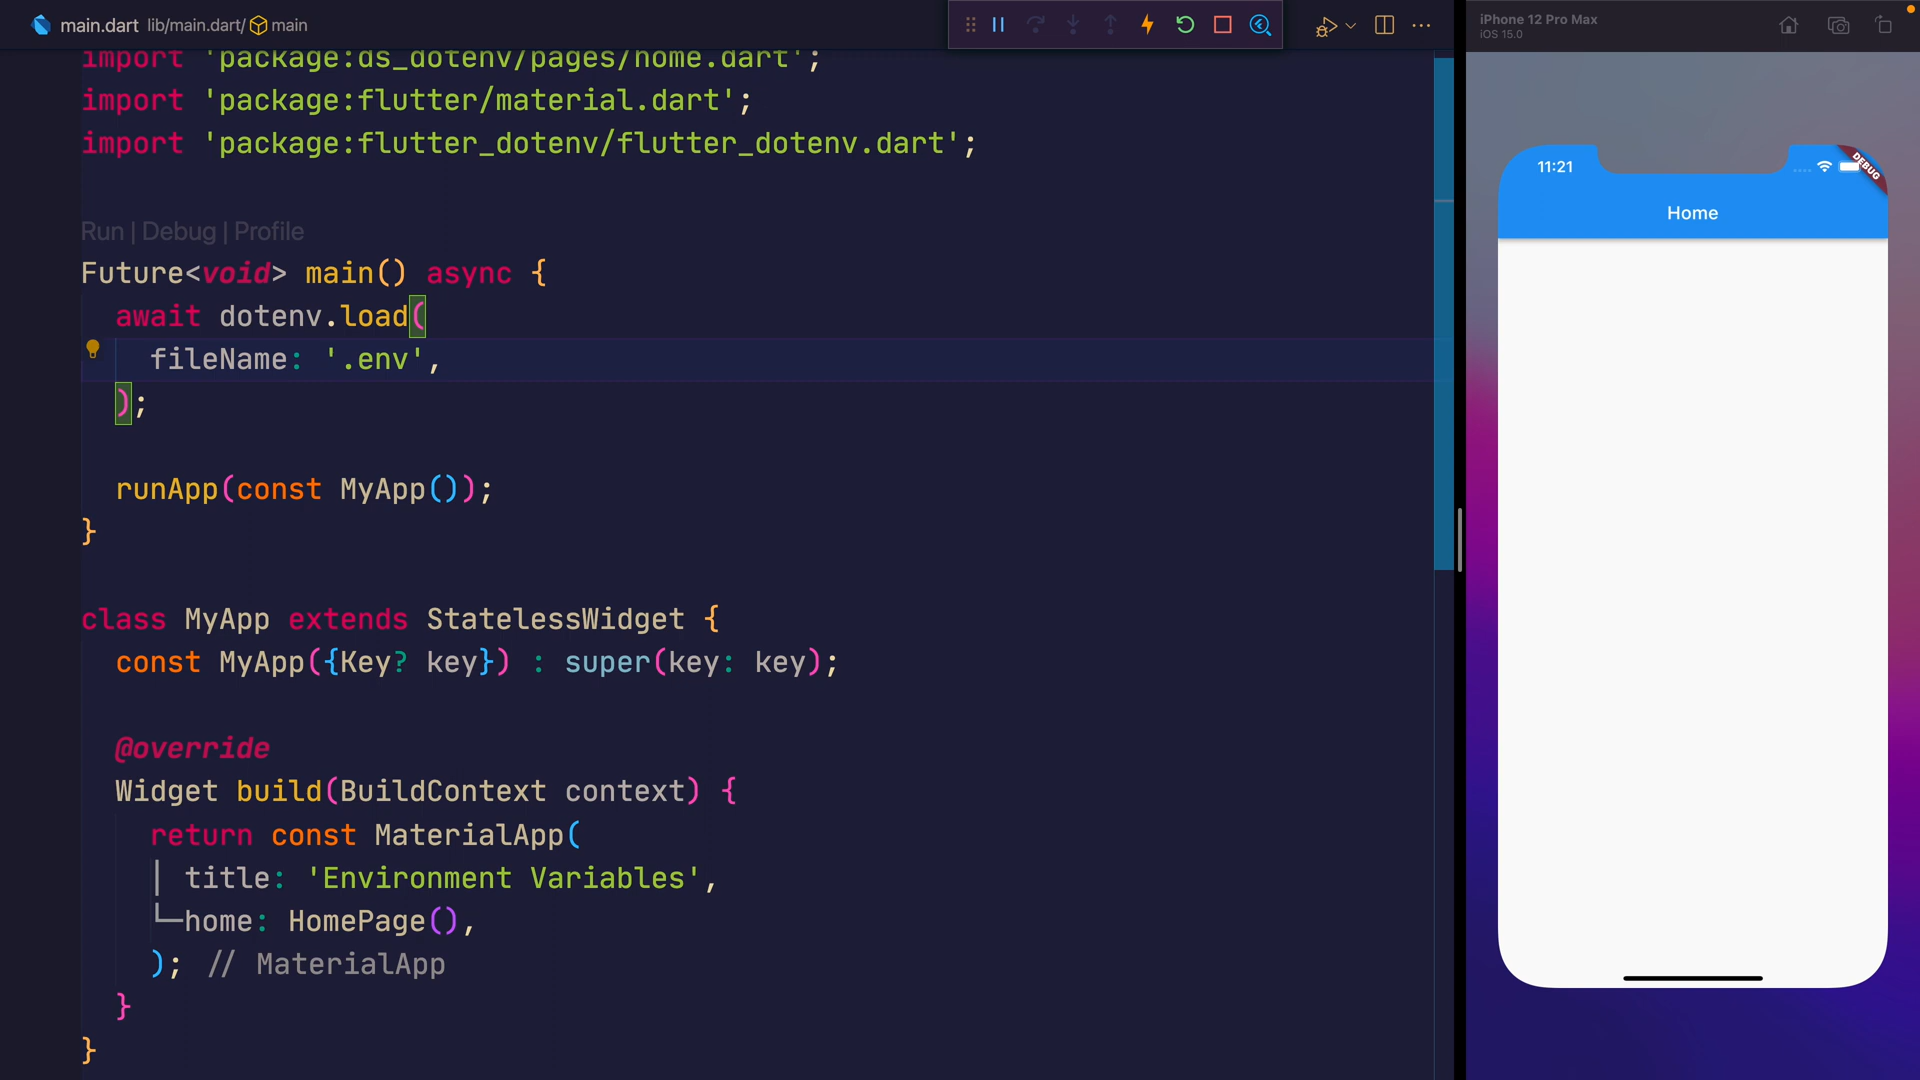 main.dart lib/main.dart/ main
import 'package:ds_dotenv/pages/home.dart';
import 'package:flutter/material.dart';
import 'package:flutter_dotenv/flutter_dotenv.dart';
Run | Debug | Profile
Future<void> main() async {
await dotenv.load(
fileName: '.env',
);
runApp(const MyApp());
}
class MyApp extends StatelessWidget {
const MyApp({Key? key}) : super(key: key);
@override
Widget build(BuildContext context) {
return const MaterialApp(
title: 'Environment Variables',
home: HomePage(),
); // MaterialApp
}
}
iPhone 12 Pro Max
iOS 15.0
11:21
DEBUG
Home